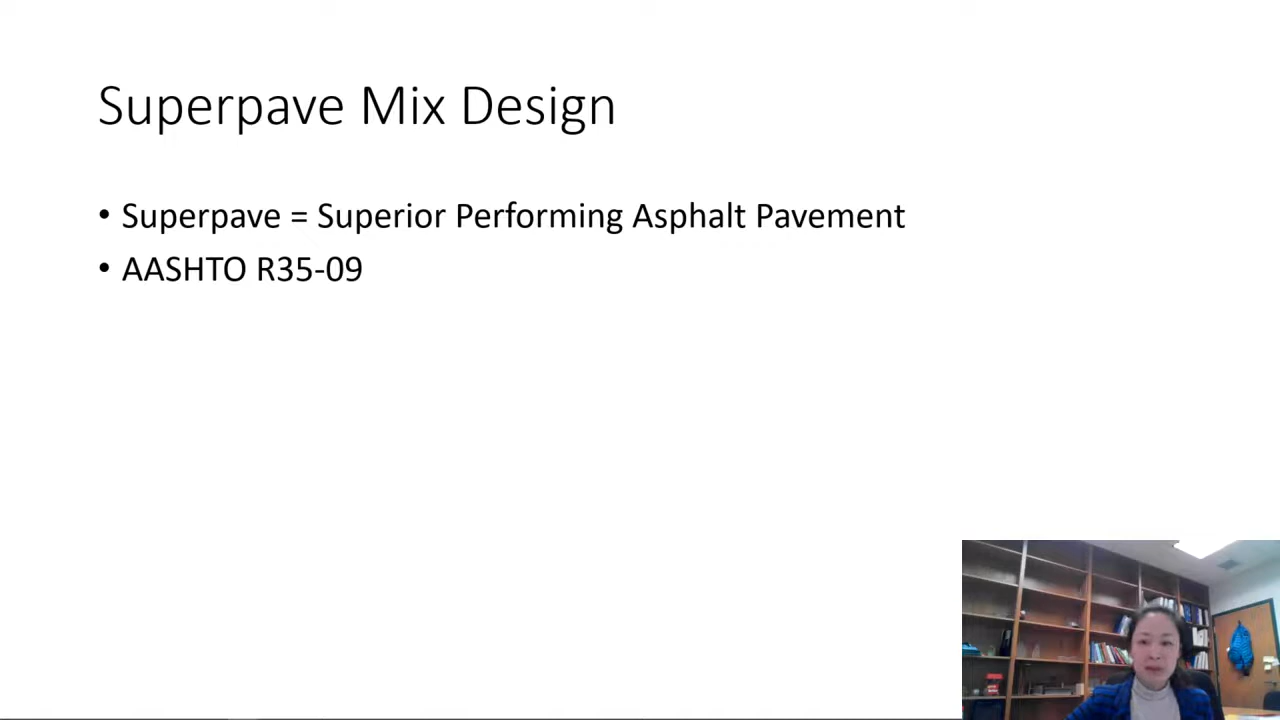 Superpave Mix Design
• Superpave = Superior Performing Asphalt Pavement
• AASHTO R35-09